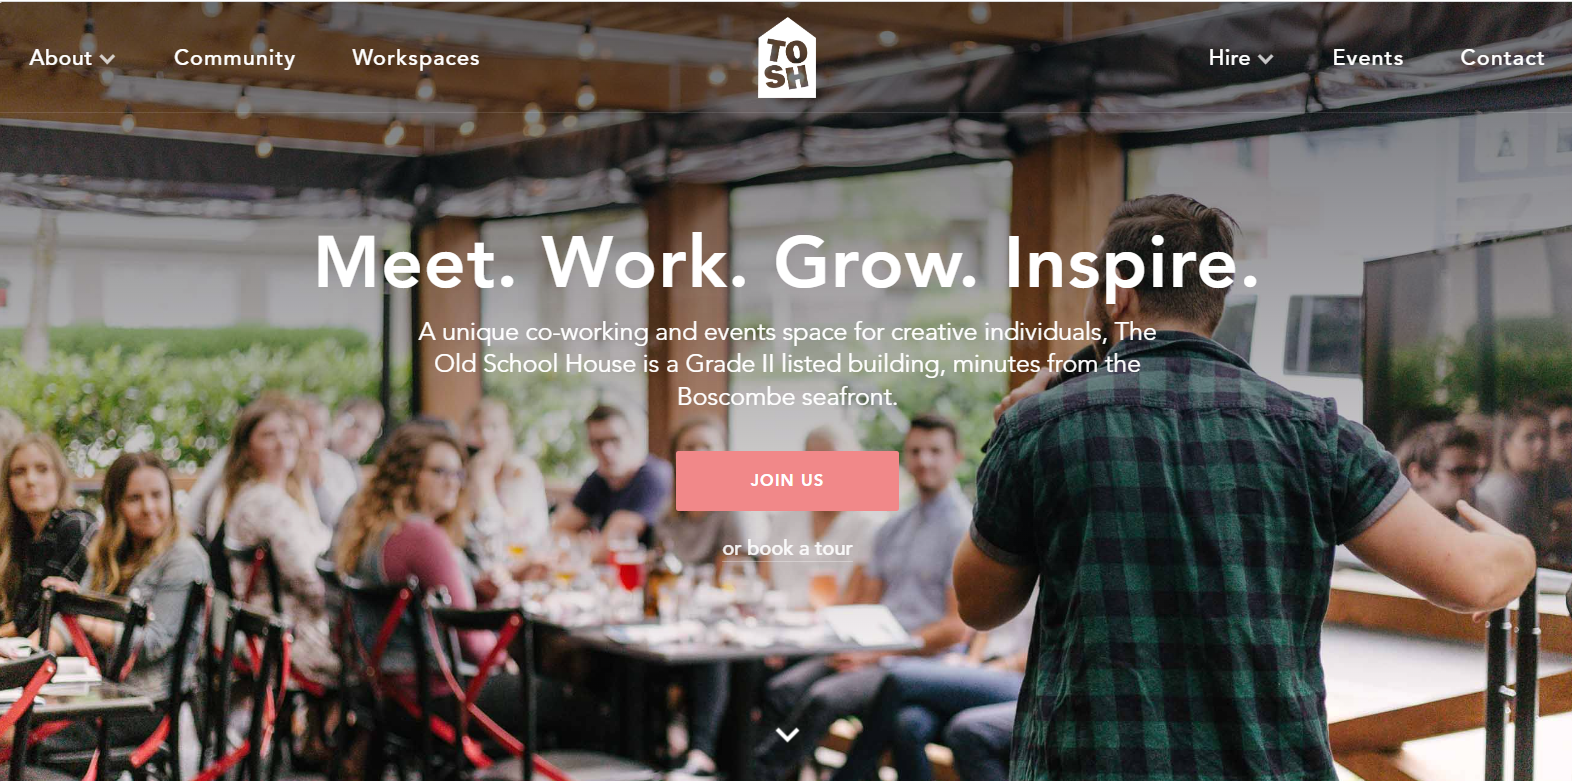 About
Community
Workspaces
TO
SH
Hire
Events
Contact
Meet. Work. Grow. Inspire.
A unique co-working and events space for creative individuals, The
Old School House is a Grade II listed building, minutes from the
Boscombe seafront.
JOIN US
or book a tour